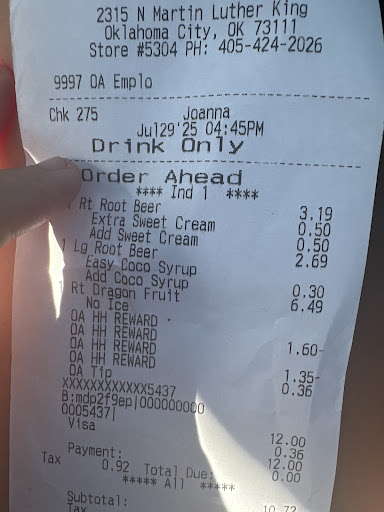 2315 N Martin Luther King
Oklahoma City, OK 73111
Store #5304 PH: 405-424-2026
9997 OA Emplo
Chk 275 Joanna
Jul29'25 04:45PM
Drink Only
Order Ahead
**** Ind 1 ****
1 Rt Root Beer 3.19
Extra Sweet Cream 0.50
Add Sweet Cream 0.50
1 Lg Root Beer 2.69
Easy Coco Syrup
Add Coco Syrup 0.30
1 Rt Dragon Fruit 6.49
No Ice
OA HH REWARD
OA HH REWARD 1.60-
OA HH REWARD
OA HH REWARD 1.35-
OA Tip 0.36
XXXXXXXXXXXX5437
B:mdp2f9ep|000000000
0005437|
Visa 12.00
0.36
Payment: 12.00
Tax 0.92 Total Due: 0.00
***** All *****
Subtotal: 10.72
Tax